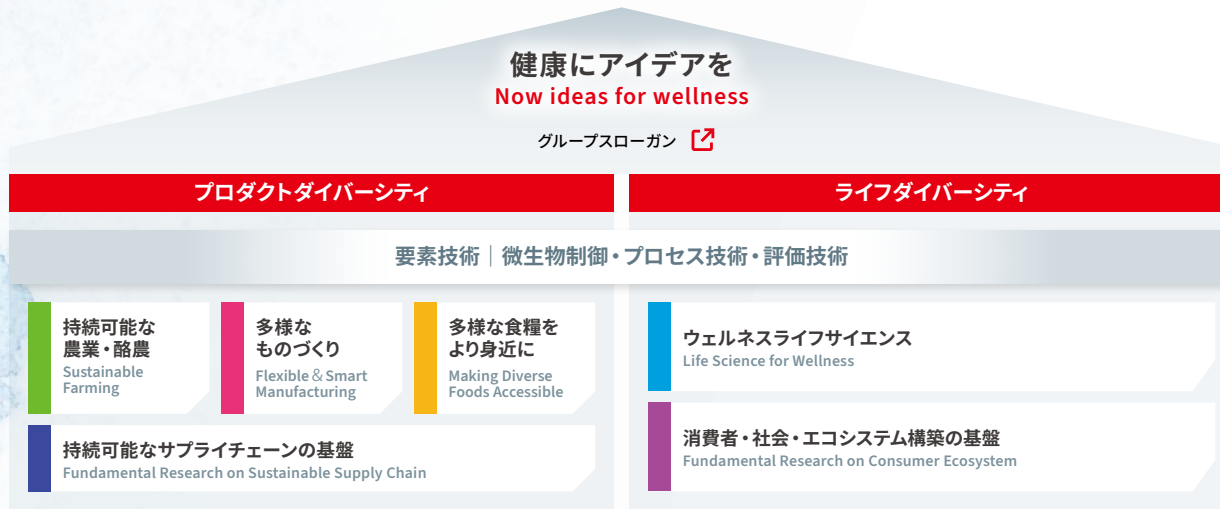 健康にアイデアを
Now ideas for wellness
グループスローガン
プロダクトダイバーシティ
ライフダイバーシティ
要素技術｜微生物制御・プロセス技術・評価技術
持続可能な
農業・酪農
Sustainable
Farming
多様な
ものづくり
Flexible＆Smart
Manufacturing
多様な食糧を
より身近に
Making Diverse
Foods Accessible
持続可能なサプライチェーンの基盤
Fundamental Research on Sustainable Supply Chain
ウェルネスライフサイエンス
Life Science for Wellness
消費者・社会・エコシステム構築の基盤
Fundamental Research on Consumer Ecosystem